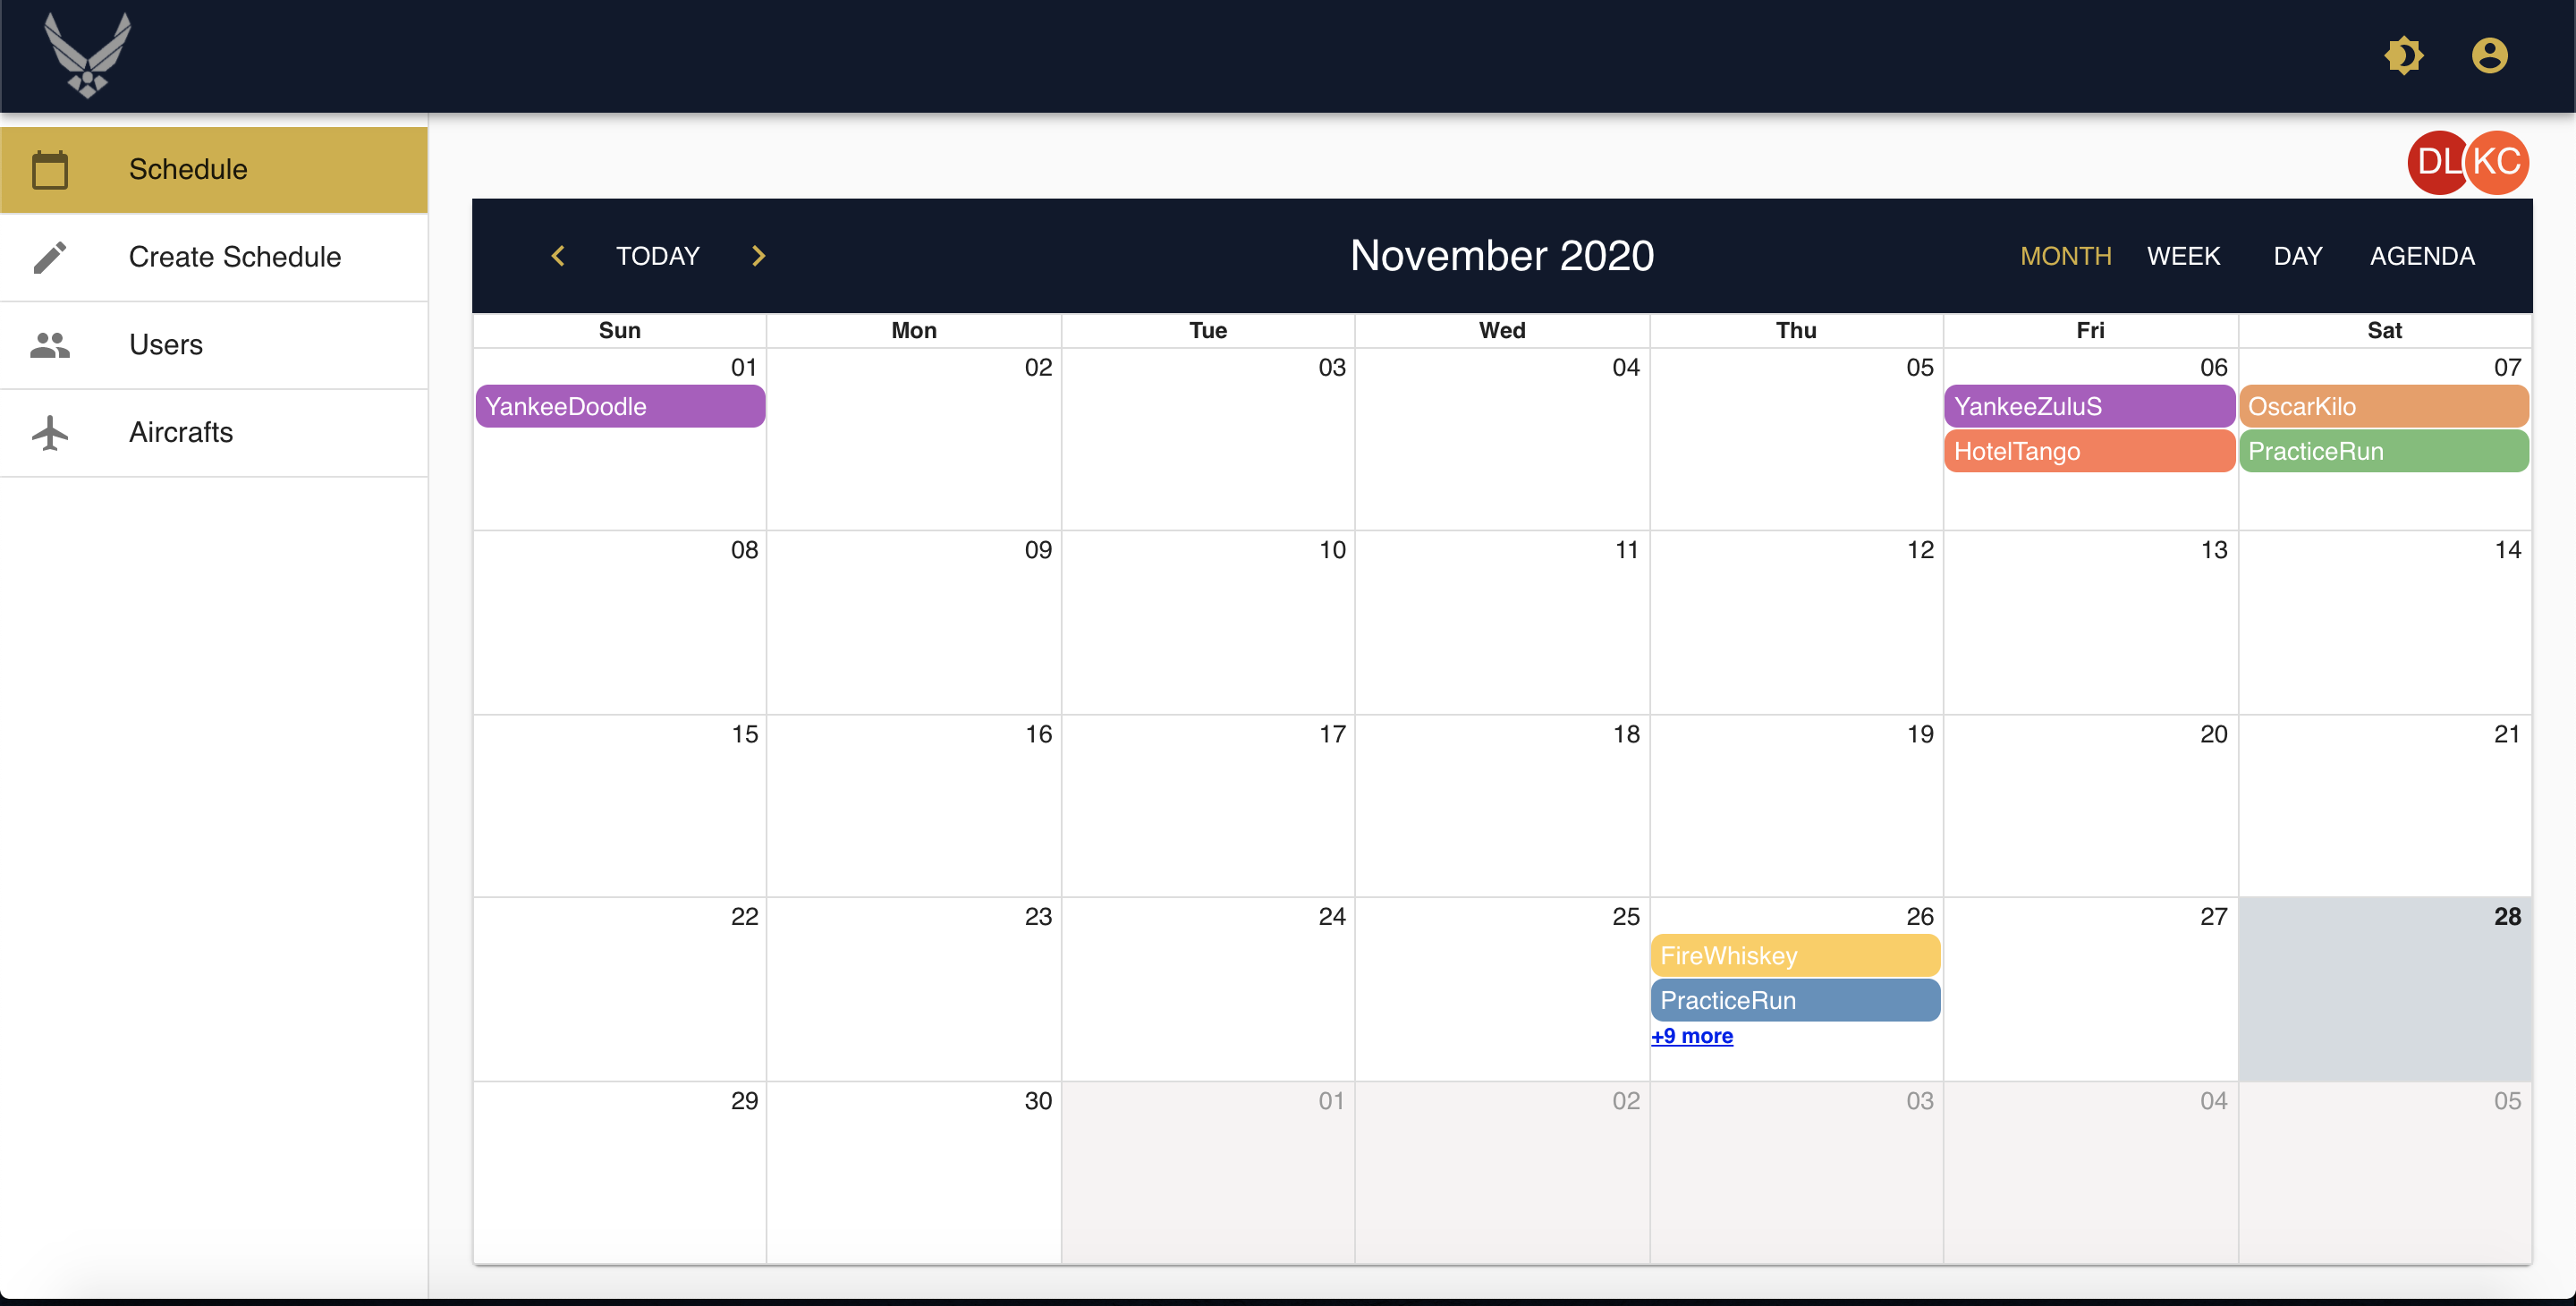 DL KC
TODAY November 2020 MONTH WEEK DAY AGENDA
Schedule
Create Schedule
Users
Aircrafts
Sun Mon Tue Wed Thu Fri Sat
01 02 03 04 05 06 07
YankeeDoodle YankeeZuluS OscarKilo
HotelTango PracticeRun
08 09 10 11 12 13 14
15 16 17 18 19 20 21
22 23 24 25 26 27 28
FireWhiskey
PracticeRun
+9 more
29 30 01 02 03 04 05